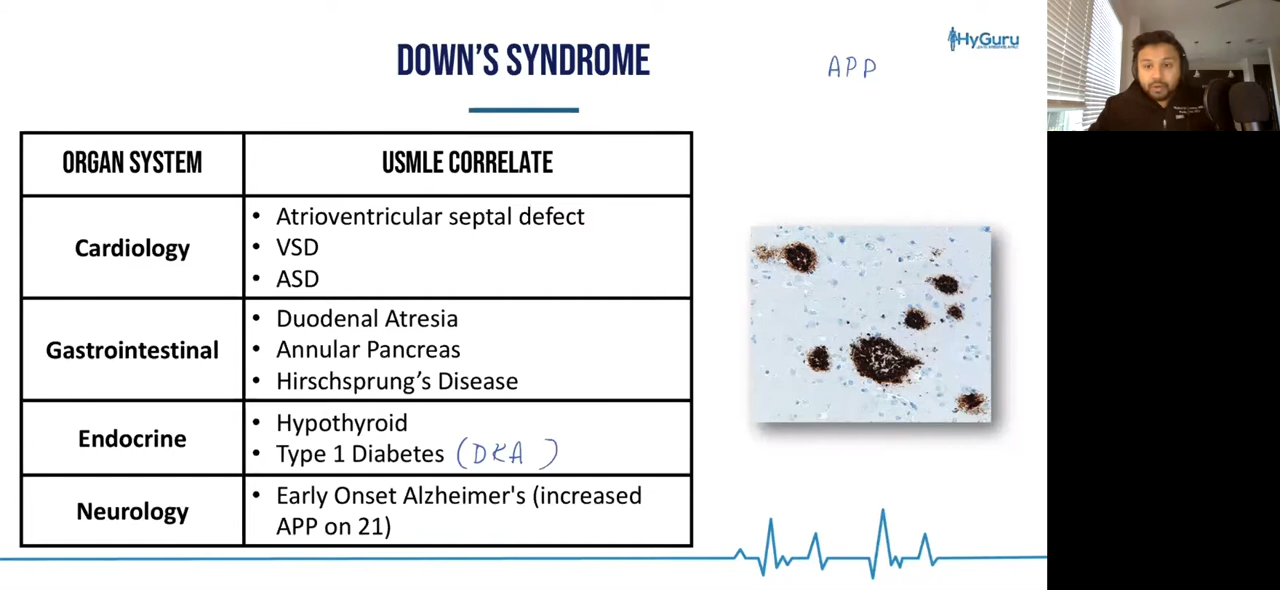 HyGuru
DOWN'S SYNDROME
APP
ORGAN SYSTEM
USMLE CORRELATE
Cardiology
• Atrioventricular septal defect
• VSD
• ASD
Gastrointestinal
• Duodenal Atresia
• Annular Pancreas
• Hirschsprung's Disease
Endocrine
• Hypothyroid
• Type 1 Diabetes (DKA )
Neurology
• Early Onset Alzheimer's (increased
APP on 21)